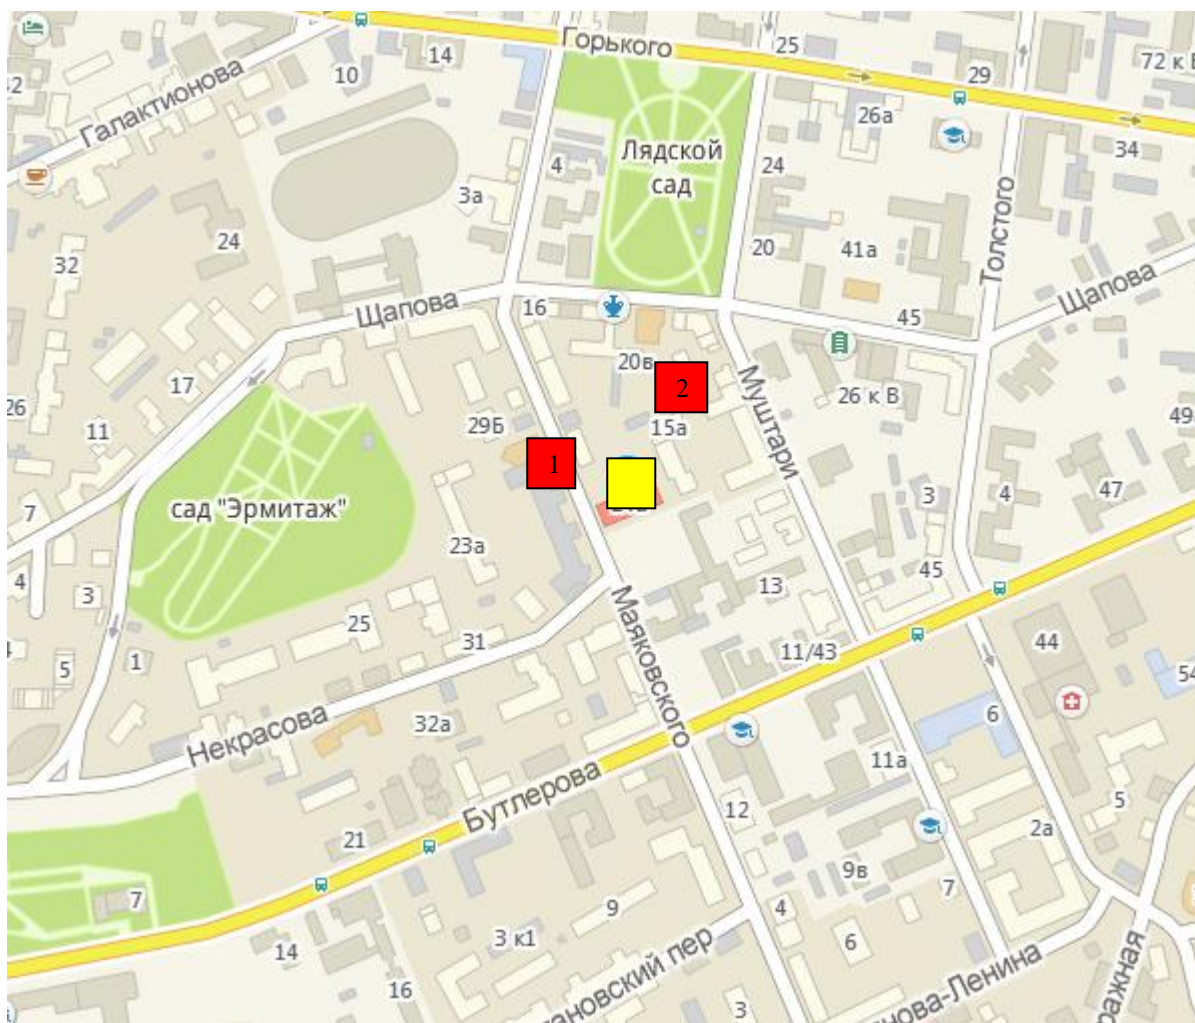 Горького
25
14
10
29
72 к В
Галактионова
26а
34
Лядской
сад
4
24
3а
Толстого
24
20
41а
32
Щапова
Щапова
16
45
20в
17
26
2
Муштари
26 к В
11
29Б
15а
49
1
7
сад "Эрмитаж"
3
4
47
23а
4
3
45
13
Маяковского
25
31
11/43
44
1
5
54
Некрасова
32а
6
11а
Бутлерова
12
5
21
2а
9в
7
7
9
4
3 к1
6
14
16
3